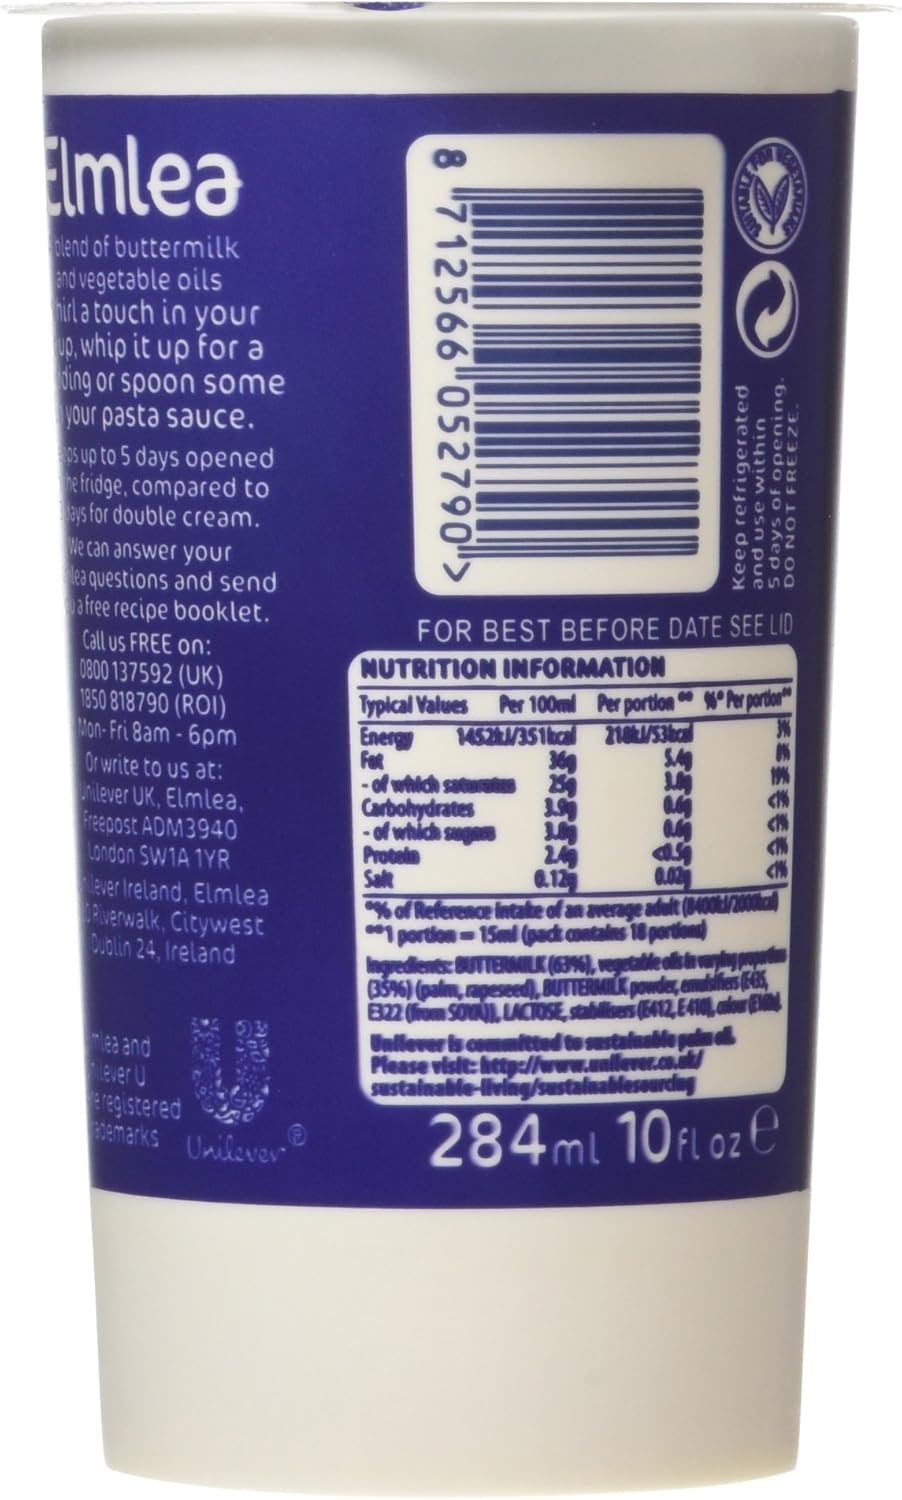 Elmlea
blend of buttermilk
and vegetable oils
a touch in your
up, whip it up for a
or spoon some
your pasta sauce.
up to 5 days opened
fridge, compared to
days for double cream.
We can answer your
questions and send
a free recipe booklet.
Call us FREE on:
0800 137592 (UK)
1850 818790 (ROI)
Mon- Fri 8am - 6pm
Or write to us at:
Unilever UK, Elmlea,
Freepost ADM3940
London SW1A 1YR
Unilever Ireland, Elmlea
Riverwalk, Citywest
Dublin 24, Ireland
Elmlea and
Unilever U
registered
trademarks
Unilever
8 712566 052790 >
SUITABLE FOR VEGETARIANS
Keep refrigerated
and use within
5 days of opening.
DO NOT FREEZE.
FOR BEST BEFORE DATE SEE LID
NUTRITION INFORMATION
Typical Values Per 100ml Per portion ** %* Per portion**
Energy 1452kJ/351kcal 218kJ/53kcal 3%
Fat 36g 5.4g 8%
- of which saturates 25g 3.8g 19%
Carbohydrates 3.9g 0.6g <1%
- of which sugars 3.8g 0.6g <1%
Protein 2.4g <0.5g <1%
Salt 0.12g 0.02g <1%
*% of Reference Intake of an average adult (8400kJ/2000kcal)
**1 portion = 15ml (pack contains 18 portions)
Ingredients: BUTTERMILK (63%), vegetable oils in varying proportion
(35%) (palm, rapeseed), BUTTERMILK powder, emulsifiers (E435,
E322 (from SOYA)), LACTOSE, stabilisers (E412, E410), colour (E160a).
Unilever is committed to sustainable palm oil.
Please visit: http://www.unilever.co.uk/
sustainable-living/sustainablesourcing
284ml 10fl oz e